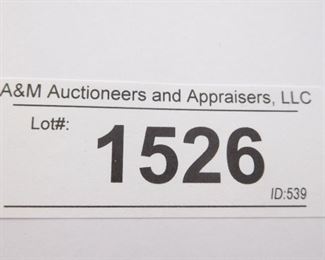 A&M Auctioneers and Appraisers, LLC
Lot#: 1526
ID:539